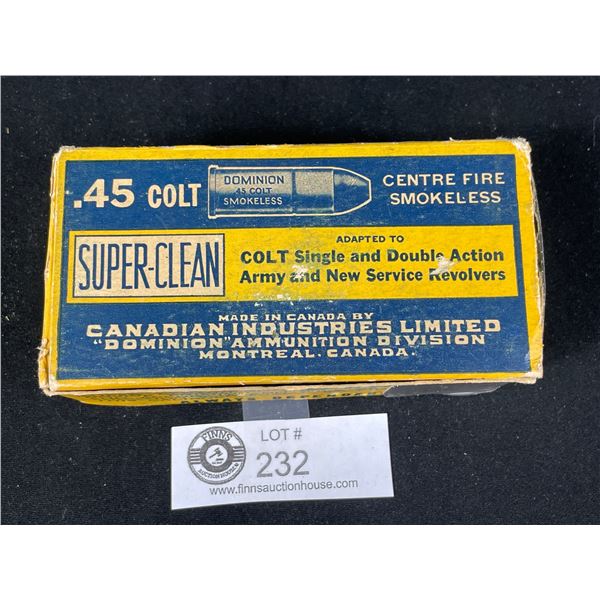 .45 COLT
DOMINION
.45 COLT
SMOKELESS
CENTRE FIRE
SMOKELESS
SUPER-CLEAN
ADAPTED TO
COLT Single and Double Action
Army and New Service Revolvers
MADE IN CANADA BY
CANADIAN INDUSTRIES LIMITED
"DOMINION" AMMUNITION DIVISION
MONTREAL. CANADA.
FINNS
AUCTION HOUSE
LOT #
232
www.finnsauctionhouse.com